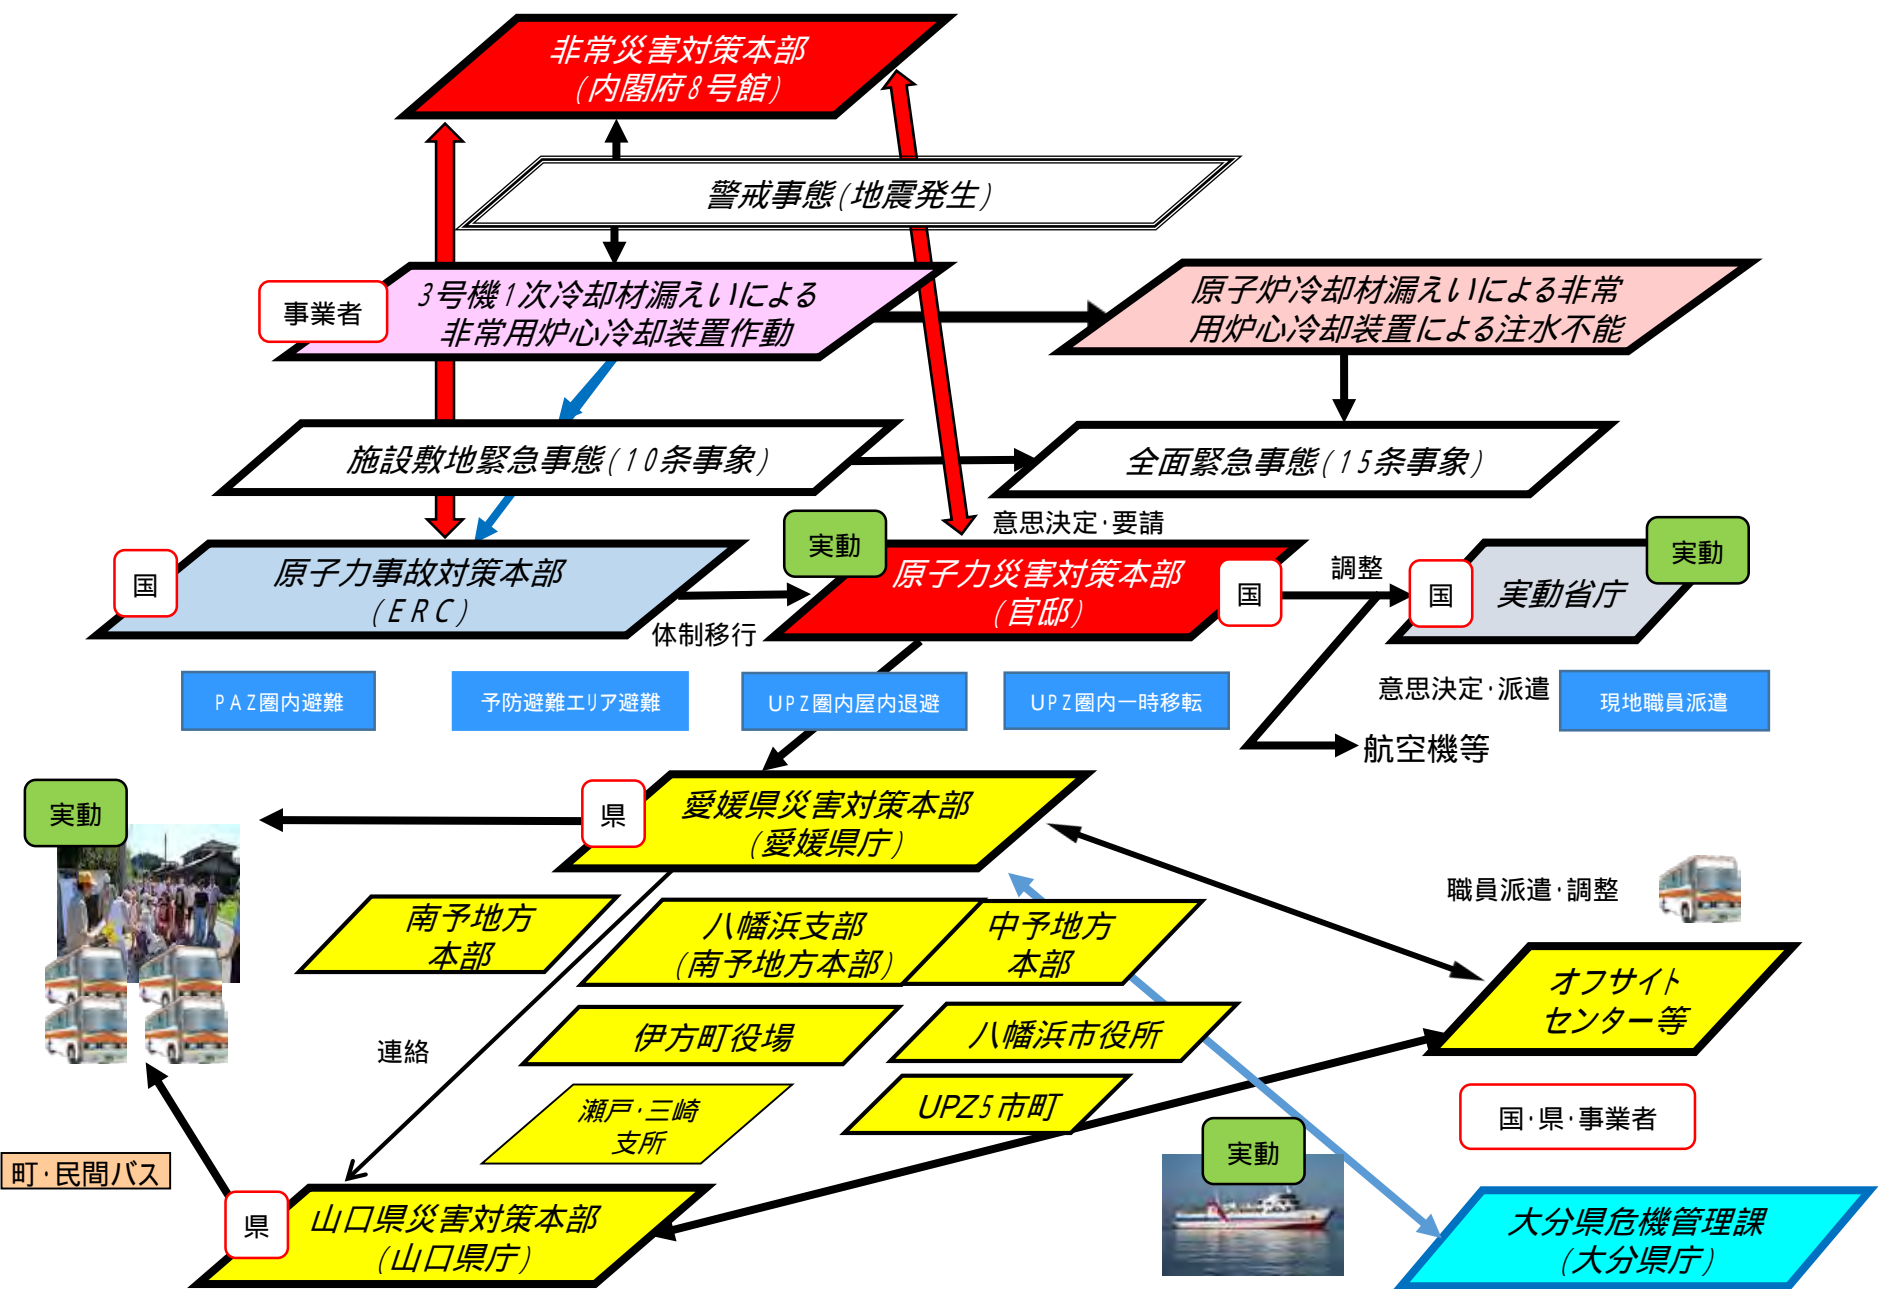 非常災害対策本部
(内閣府8号館)
警戒事態(地震発生)
事業者
3号機1次冷却材漏えいによる
非常用炉心冷却装置作動
原子炉冷却材漏えいによる非常
用炉心冷却装置による注水不能
施設敷地緊急事態(10条事象)
全面緊急事態(15条事象)
意思決定・要請
国
原子力事故対策本部
(ERC)
体制移行
実動
原子力災害対策本部
(官邸)
国
調整
国
実動省庁
実動
PAZ圏内避難
予防避難エリア避難
UPZ圏内屋内退避
UPZ圏内一時移転
意思決定・派遣
現地職員派遣
航空機等
実動
県
愛媛県災害対策本部
(愛媛県庁)
職員派遣・調整
南予地方
本部
八幡浜支部
(南予地方本部)
中予地方
本部
オフサイト
センター等
連絡
伊方町役場
八幡浜市役所
瀬戸・三崎
支所
UPZ5市町
国・県・事業者
実動
町・民間バス
県
山口県災害対策本部
(山口県庁)
大分県危機管理課
(大分県庁)